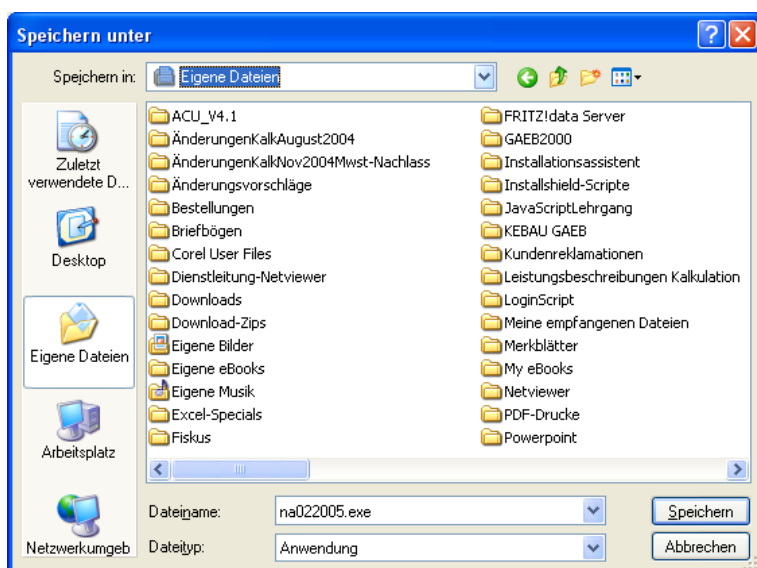 Speichern unter
Speichern in:
Eigene Dateien
Zuletzt
verwendete D...
Desktop
Eigene Dateien
Arbeitsplatz
Netzwerkumgeb
ACU_V4.1
ÄnderungenKalkAugust2004
ÄnderungenKalkNov2004Mwst-Nachlass
Änderungsvorschläge
Bestellungen
Briefbögen
Corel User Files
Dienstleitung-Netviewer
Downloads
Download-Zips
Eigene Bilder
Eigene eBooks
Eigene Musik
Excel-Specials
Fiskus
FRITZ!data Server
GAEB2000
Installationsassistent
Installshield-Scripte
JavaScriptLehrgang
KEBAU GAEB
Kundenreklamationen
Leistungsbeschreibungen Kalkulation
LoginScript
Meine empfangenen Dateien
Merkblätter
My eBooks
Netviewer
PDF-Drucke
Powerpoint
Dateiname:
na022005.exe
Speichern
Dateityp:
Anwendung
Abbrechen